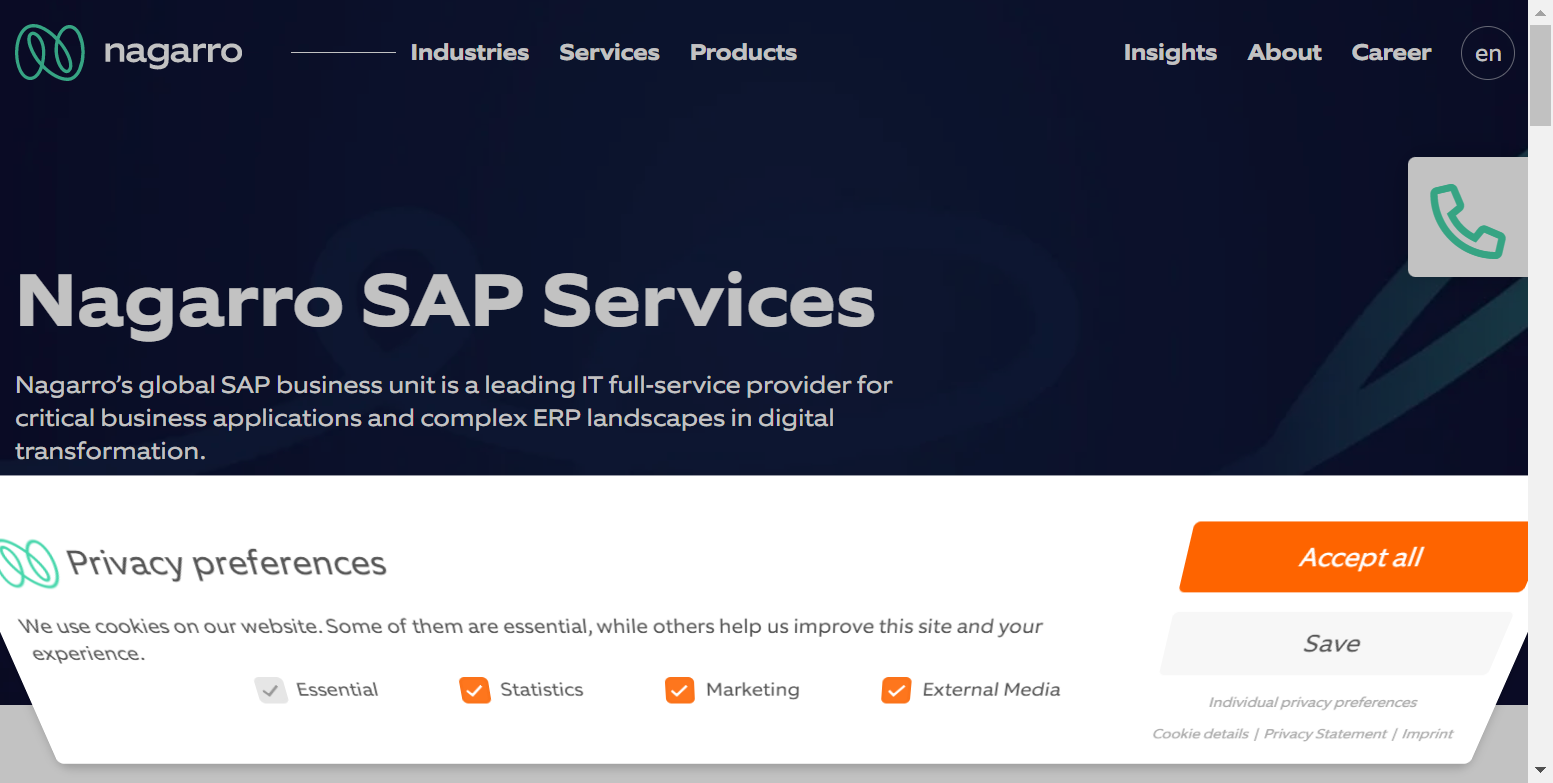 nagarro Industries Services Products Insights About Career en
Nagarro SAP Services
Nagarro’s global SAP business unit is a leading IT full-service provider for
critical business applications and complex ERP landscapes in digital
transformation.
Privacy preferences
We use cookies on our website. Some of them are essential, while others help us improve this site and your
experience.
Essential Statistics Marketing External Media
Accept all
Save
Individual privacy preferences
Cookie details | Privacy Statement | Imprint